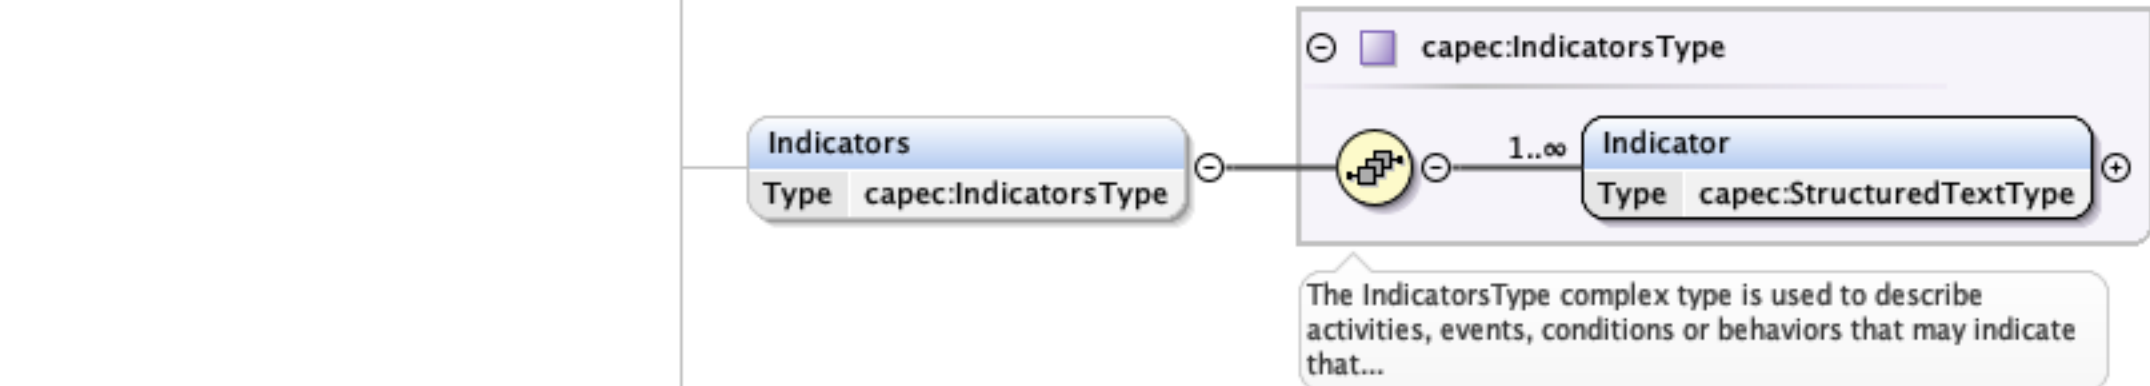 capec:IndicatorsType
Indicators
Type capec:IndicatorsType
1..∞
Indicator
Type capec:StructuredTextType
The IndicatorsType complex type is used to describe
activities, events, conditions or behaviors that may indicate
that...